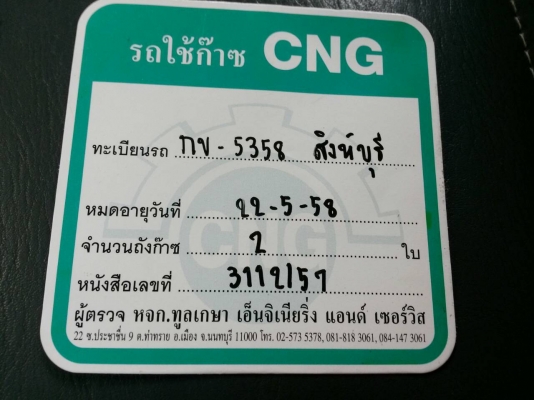 รถใช้ก๊าซ CNG
ทะเบียนรถ กข - 5358 สิงห์บุรี
หมดอายุวันที่ 22-5-58
จำนวนถังก๊าซ 2 ใบ
หนังสือเลขที่ 3112/57
ผู้ตรวจ หจก.ทูลเกษา เอ็นจิเนียริ่ง แอนด์ เซอร์วิส
22 ซ.ประชาชื่น 9 ต.ท่าทราย อ.เมือง จ.นนทบุรี 11000 โทร. 02-573 5378, 081-818 3061, 084-147 3061
CNG